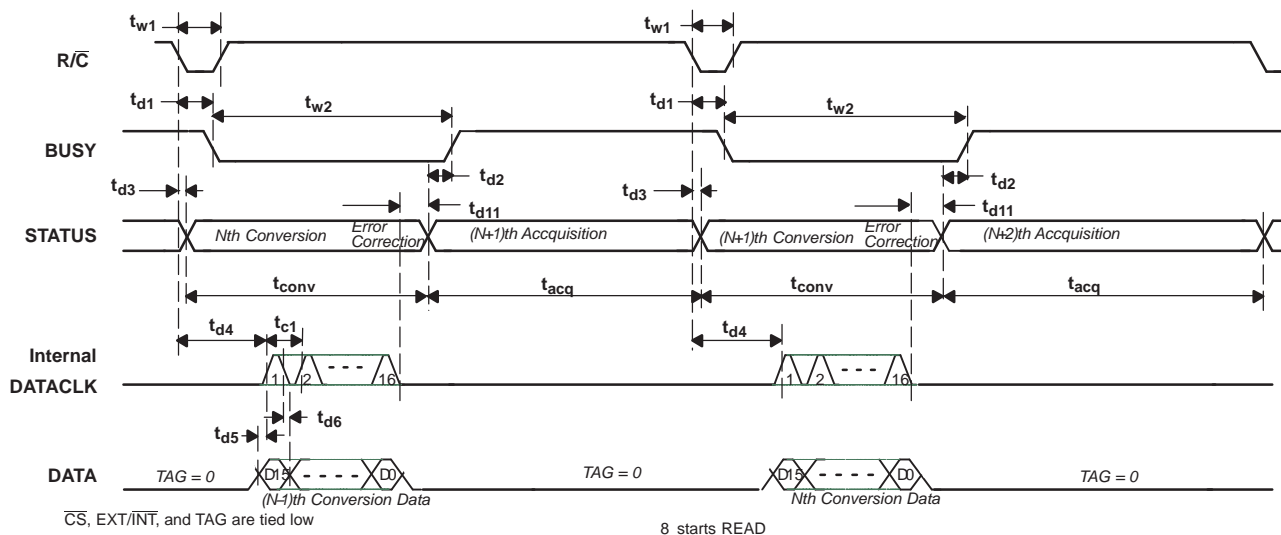 tw1 tw1
R/C
td1 tw2 td1 tw2
BUSY
td3 td2 td3 td2
td11 td11
STATUS Nth Conversion Error Correction (N+1)th Accquisition (N+1)th Conversion Error Correction (N+2)th Accquisition
tconv tacq tconv tacq
td4 tc1 td4
Internal
DATACLK 1 2 - - - 16 1 2 - - - 16
td6
td5
DATA TAG = 0 D15 - - - - - D0 TAG = 0 D15 - - - - - D0 TAG = 0
(N-1)th Conversion Data Nth Conversion Data
CS, EXT/INT, and TAG are tied low
8 starts READ